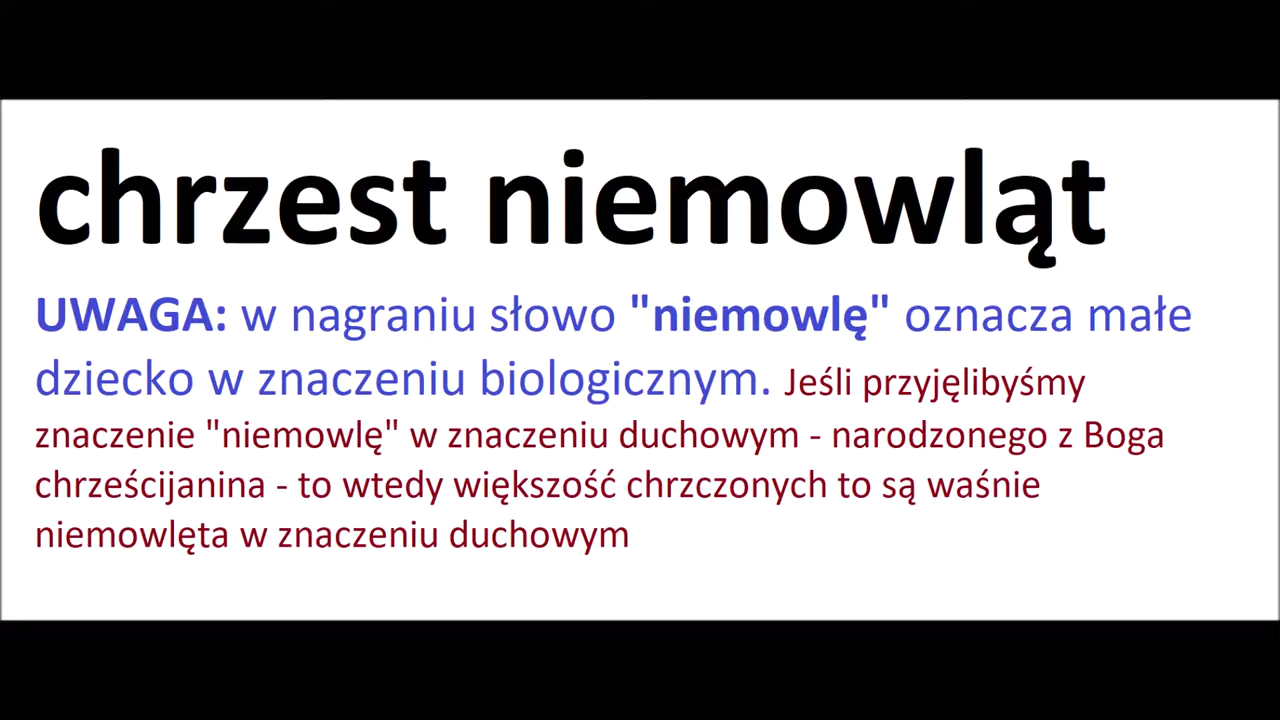 chrzest niemowląt
UWAGA: w nagraniu słowo "niemowlę" oznacza małe
dziecko w znaczeniu biologicznym. Jeśli przyjęlibyśmy
znaczenie "niemowlę" w znaczeniu duchowym - narodzonego z Boga
chrześcijanina - to wtedy większość chrzczonych to są waśnie
niemowlęta w znaczeniu duchowym